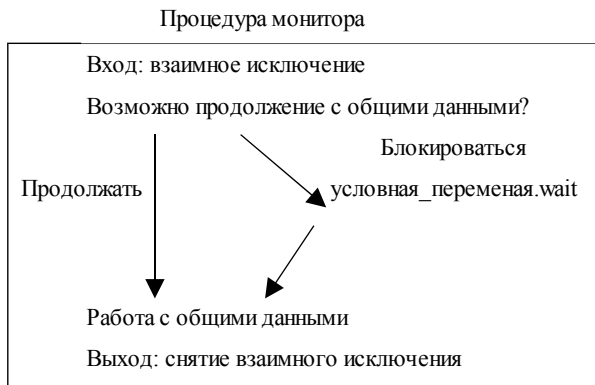 Процедура монитора
Вход: взаимное исключение
Возможно продолжение с общими данными?
Блокироваться
Продолжать
условная_переменая.wait
Работа с общими данными
Выход: снятие взаимного исключения